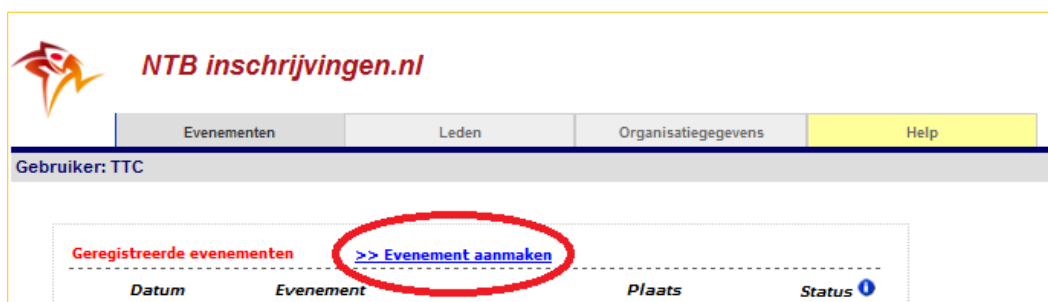 NTB inschrijvingen.nl
Evenementen Leden Organisatiegegevens Help
Gebruiker: TTC
Geregistreerde evenementen >> Evenement aanmaken
Datum Evenement Plaats Status i